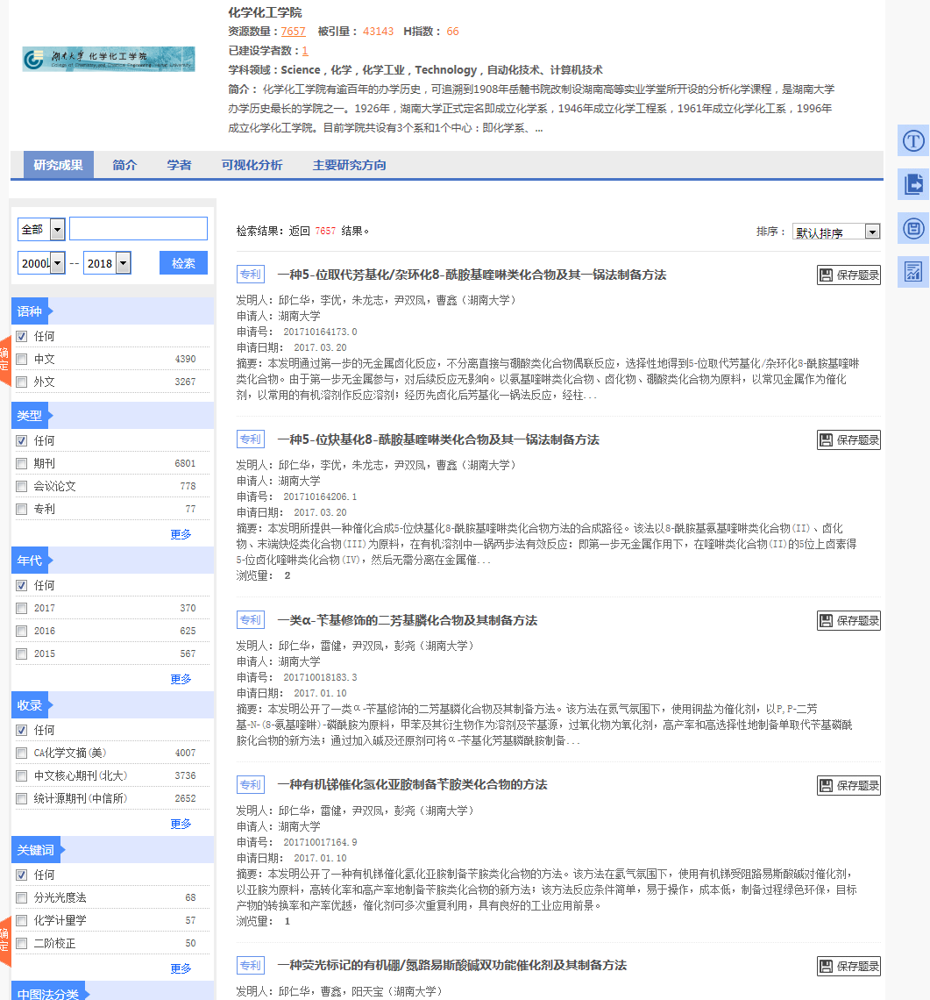 化学化工学院
资源数量：7657 被引量： 43143 H指数： 66
已建设学者数：1
学科领域：Science，化学，化学工业，Technology，自动化技术、计算机技术
简介： 化学化工学院有逾百年的办学历史，可追溯到1908年岳麓书院改制设湖南高等实业学堂所开设的分析化学课程，是湖南大学
办学历史最长的学院之一。1926年，湖南大学正式定名即成立化学系，1946年成立化学工程系，1961年成立化学化工系，1996年
成立化学化工学院。目前学院共设有3个系和1个中心：即化学系、...
湖南大学 化学化工学院
研究成果 简介 学者 可视化分析 主要研究方向
全部
2000以 -- 2018 检索
语种
任何
中文 4390
外文 3267
类型
任何
期刊 6801
会议论文 778
专利 77
更多
年代
任何
2017 370
2016 625
2015 567
更多
收录
任何
CA化学文摘(美) 4007
中文核心期刊(北大) 3736
统计源期刊(中信所) 2652
更多
关键词
任何
分光光度法 68
化学计量学 57
二阶校正 50
更多
中图法分类
确定
确定
检索结果：返回 7657 结果。
排序： 默认排序
专利 一种5-位取代芳基化/杂环化8-酰胺基喹啉类化合物及其一锅法制备方法 保存题录
发明人：邱仁华，李优，朱龙志，尹双凤，曹鑫（湖南大学）
申请人：湖南大学
申请号： 201710164173.0
申请日期： 2017.03.20
摘要：本发明通过第一步的无金属卤化反应，不分离直接与硼酸类化合物偶联反应，选择性地得到5-位取代芳基化/杂环化8-酰胺基喹啉
类化合物。由于第一步无金属参与，对后续反应无影响。以氨基喹啉类化合物、卤化物、硼酸类化合物为原料，以常见金属作为催化
剂，以常用的有机溶剂作反应溶剂；经历先卤化后芳基化一锅法反应，经柱...
专利 一种5-位炔基化8-酰胺基喹啉类化合物及其一锅法制备方法 保存题录
发明人：邱仁华，李优，朱龙志，尹双凤，曹鑫（湖南大学）
申请人：湖南大学
申请号： 201710164206.1
申请日期： 2017.03.20
摘要：本发明所提供一种催化合成5-位炔基化8-酰胺基喹啉类化合物方法的合成路径。该法以8-酰胺基氨基喹啉类化合物(II)、卤化
物、末端炔烃类化合物(III)为原料，在有机溶剂中一锅两步法有效反应：即第一步无金属作用下，在喹啉类化合物(II)的5位上卤素得
5-位卤化喹啉类化合物(IV)，然后无需分离在金属催...
浏览量： 2
专利 一类α-苄基修饰的二芳基膦化合物及其制备方法 保存题录
发明人：邱仁华，雷健，尹双凤，彭尧（湖南大学）
申请人：湖南大学
申请号： 201710018183.3
申请日期： 2017.01.10
摘要：本发明公开了一类α-苄基修饰的二芳基膦化合物及其制备方法。该方法在氮气氛围下，使用铜盐为催化剂，以P,P-二芳
基-N-(8-氨基喹啉)-磷酰胺为原料，甲苯及其衍生物作为溶剂及苄基源，过氧化物为氧化剂，高产率和高选择性地制备单取代苄基磷酰
胺化合物的新方法；通过加入碱及还原剂可将α-苄基化芳基膦酰胺制备...
专利 一种有机锑催化氢化亚胺制备苄胺类化合物的方法 保存题录
发明人：邱仁华，雷健，尹双凤，彭尧（湖南大学）
申请人：湖南大学
申请号： 201710017164.9
申请日期： 2017.01.10
摘要：本发明公开了一种有机锑催化氢化亚胺制备苄胺类化合物的方法。该方法在氢气氛围下，使用有机锑受阻路易斯酸碱对催化剂，
以亚胺为原料，高转化率和高产率地制备苄胺类化合物的新方法；该方法反应条件简单，易于操作，成本低，制备过程绿色环保，目标
产物的转换率和产率优越，催化剂可多次重复利用，具有良好的工业应用前景。
浏览量： 1
专利 一种荧光标记的有机硼/氮路易斯酸碱双功能催化剂及其制备方法 保存题录
发明人：邱仁华，曹鑫，阳天宝（湖南大学）